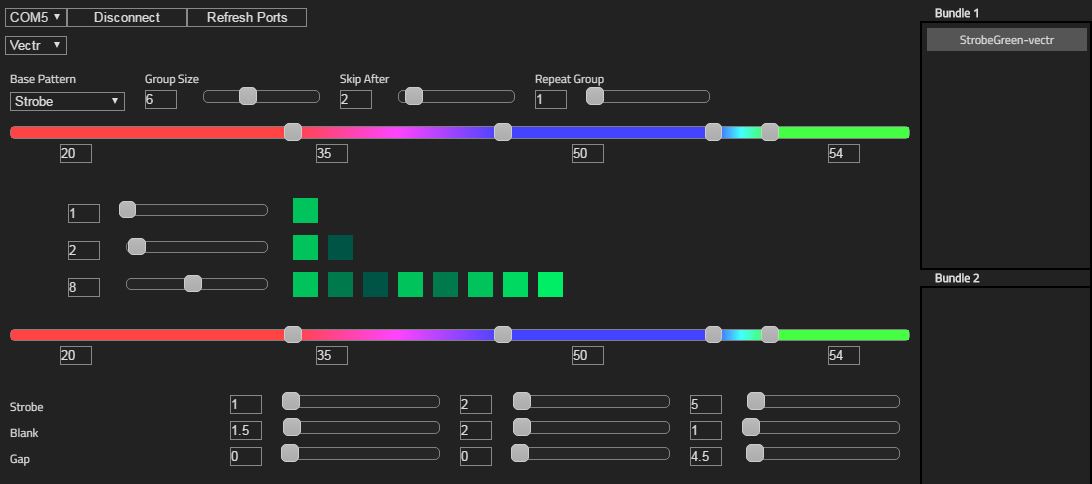 COM5 Disconnect Refresh Ports
Vectr
Base Pattern Group Size Skip After Repeat Group
Strobe 6 2 1
20 35 50 54
1
2
8
20 35 50 54
Strobe 1 2 5
Blank 1.5 2 1
Gap 0 0 4.5
Bundle 1
StrobeGreen-vectr
Bundle 2